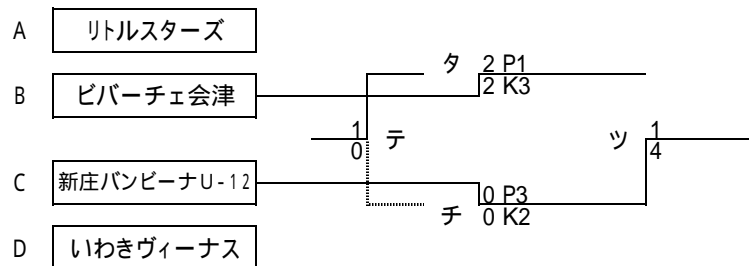 A リトルスターズ
タ 2 P1
B ビバーチェ会津 2 K3
1 テ ツ 1
0 4
C 新庄バンビーナU-12
0 P3
チ 0 K2
D いわきヴィーナス